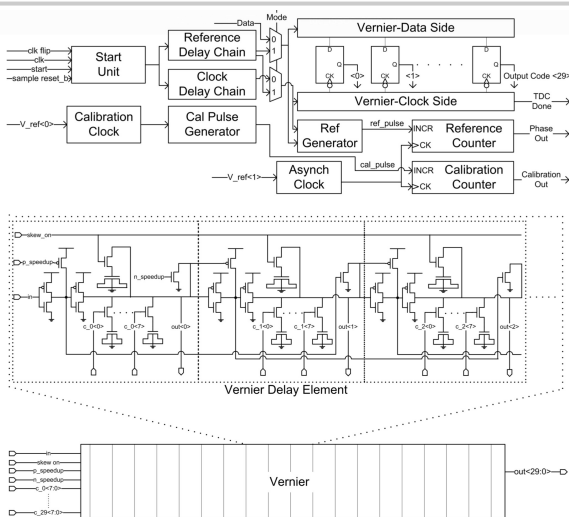 Mode
Data
0
1
Vernier-Data Side
clk flip
clk
start
sample reset_b
Start
Unit
Reference
Delay Chain
Clock
Delay Chain
0
1
D
Q
CK
<0>
D
Q
CK
<1>
D
Q
CK
Output Code <29>
Vernier-Clock Side
TDC
Done
V_ref<0>
Calibration
Clock
Cal Pulse
Generator
Ref
Generator
ref_pulse
INCR
>CK
Reference
Counter
Phase
Out
cal_pulse
V_ref<1>
Asynch
Clock
INCR
>CK
Calibration
Counter
Calibration
Out
skew_on
p_speedup
n_speedup
in
c_0<0>
c_0<7>
out<0>
c_1<0>
c_1<7>
out<1>
c_2<0>
c_2<7>
out<2>
Vernier Delay Element
in
skew on
p_speedup
n_speedup
c_0<7:0>
c_29<7:0>
Vernier
out<29:0>